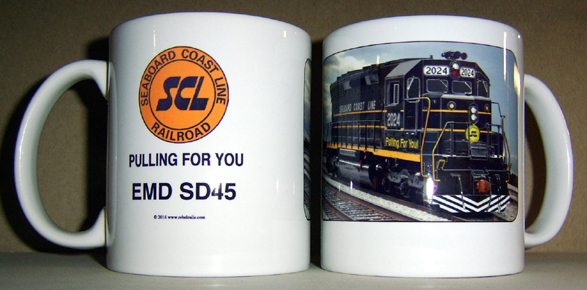 SEABOARD COAST LINE
SCL
RAILROAD
PULLING FOR YOU
EMD SD45
2024
2024
SEABOARD COAST LINE
2024
Pulling For You!